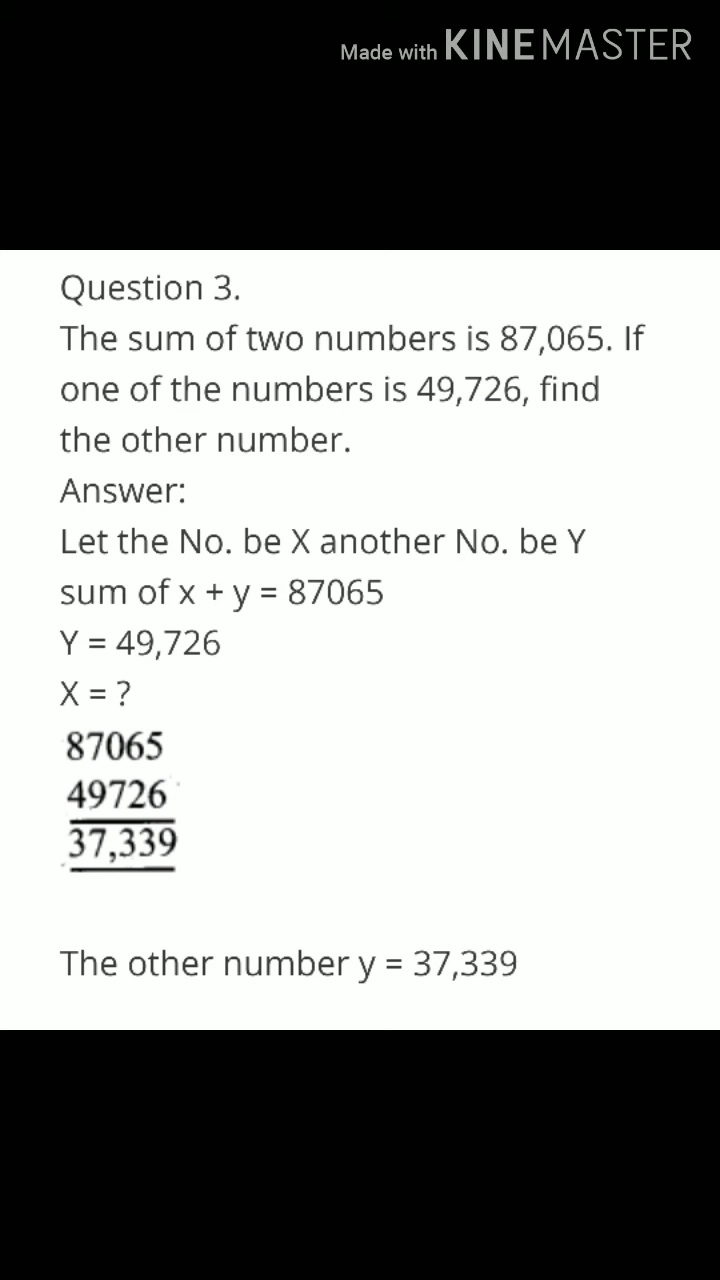 Made with KINEMASTER
Question 3.
The sum of two numbers is 87,065. If
one of the numbers is 49,726, find
the other number.
Answer:
Let the No. be X another No. be Y
sum of x + y = 87065
Y = 49,726
X = ?
87065
49726
37,339
The other number y = 37,339